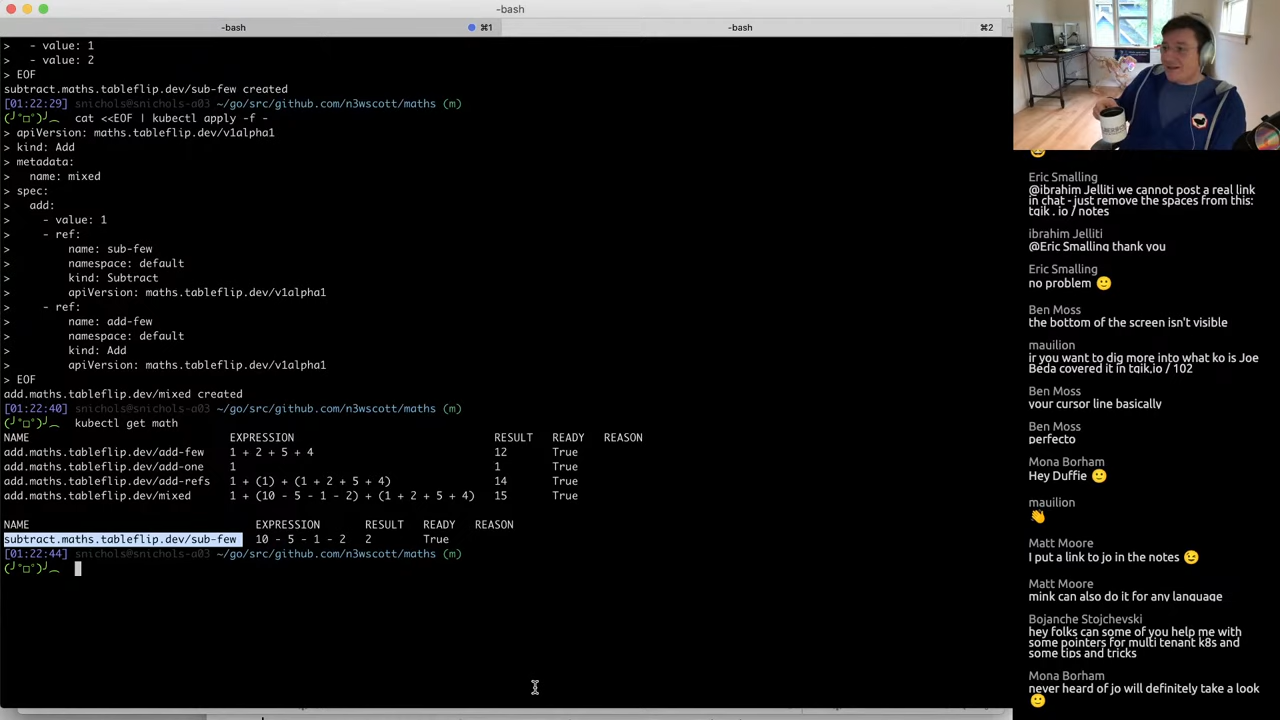 -bash
-bash
⌘1
-bash
⌘2
> - value: 1
> - value: 2
> EOF
subtract.maths.tableflip.dev/sub-few created
[01:22:29] snichols@snichols-a03 ~/go/src/github.com/n3wscott/maths (m)
(╯°□°)╯︵ cat <<EOF | kubectl apply -f -
> apiVersion: maths.tableflip.dev/v1alpha1
> kind: Add
> metadata:
>   name: mixed
> spec:
>   add:
>     - value: 1
>     - ref:
>         name: sub-few
>         namespace: default
>         kind: Subtract
>         apiVersion: maths.tableflip.dev/v1alpha1
>     - ref:
>         name: add-few
>         namespace: default
>         kind: Add
>         apiVersion: maths.tableflip.dev/v1alpha1
> EOF
add.maths.tableflip.dev/mixed created
[01:22:40] snichols@snichols-a03 ~/go/src/github.com/n3wscott/maths (m)
(╯°□°)╯︵ kubectl get math
NAME EXPRESSION RESULT READY REASON
add.maths.tableflip.dev/add-few 1 + 2 + 5 + 4 12 True
add.maths.tableflip.dev/add-one 1 1 True
add.maths.tableflip.dev/add-refs 1 + (1) + (1 + 2 + 5 + 4) 14 True
add.maths.tableflip.dev/mixed 1 + (10 - 5 - 1 - 2) + (1 + 2 + 5 + 4) 15 True
NAME EXPRESSION RESULT READY REASON
subtract.maths.tableflip.dev/sub-few 10 - 5 - 1 - 2 2 True
[01:22:44] snichols@snichols-a03 ~/go/src/github.com/n3wscott/maths (m)
(╯°□°)╯︵
Eric Smalling
@ibrahim Jelliti we cannot post a real link
in chat - just remove the spaces from this:
tgik . io / notes
ibrahim Jelliti
@Eric Smalling thank you
Eric Smalling
no problem 🙂
Ben Moss
the bottom of the screen isn't visible
mauilion
ir you want to dig more into what ko is Joe
Beda covered it in tgik,io / 102
Ben Moss
your cursor line basically
Ben Moss
perfecto
Mona Borham
Hey Duffie 🙂
mauilion
👋
Matt Moore
I put a link to jo in the notes 😉
Matt Moore
mink can also do it for any language
Bojanche Stojchevski
hey folks can some of you help me with
some pointers for multi tenant k8s and
some tips and tricks
Mona Borham
never heard of jo will definitely take a look
🙂